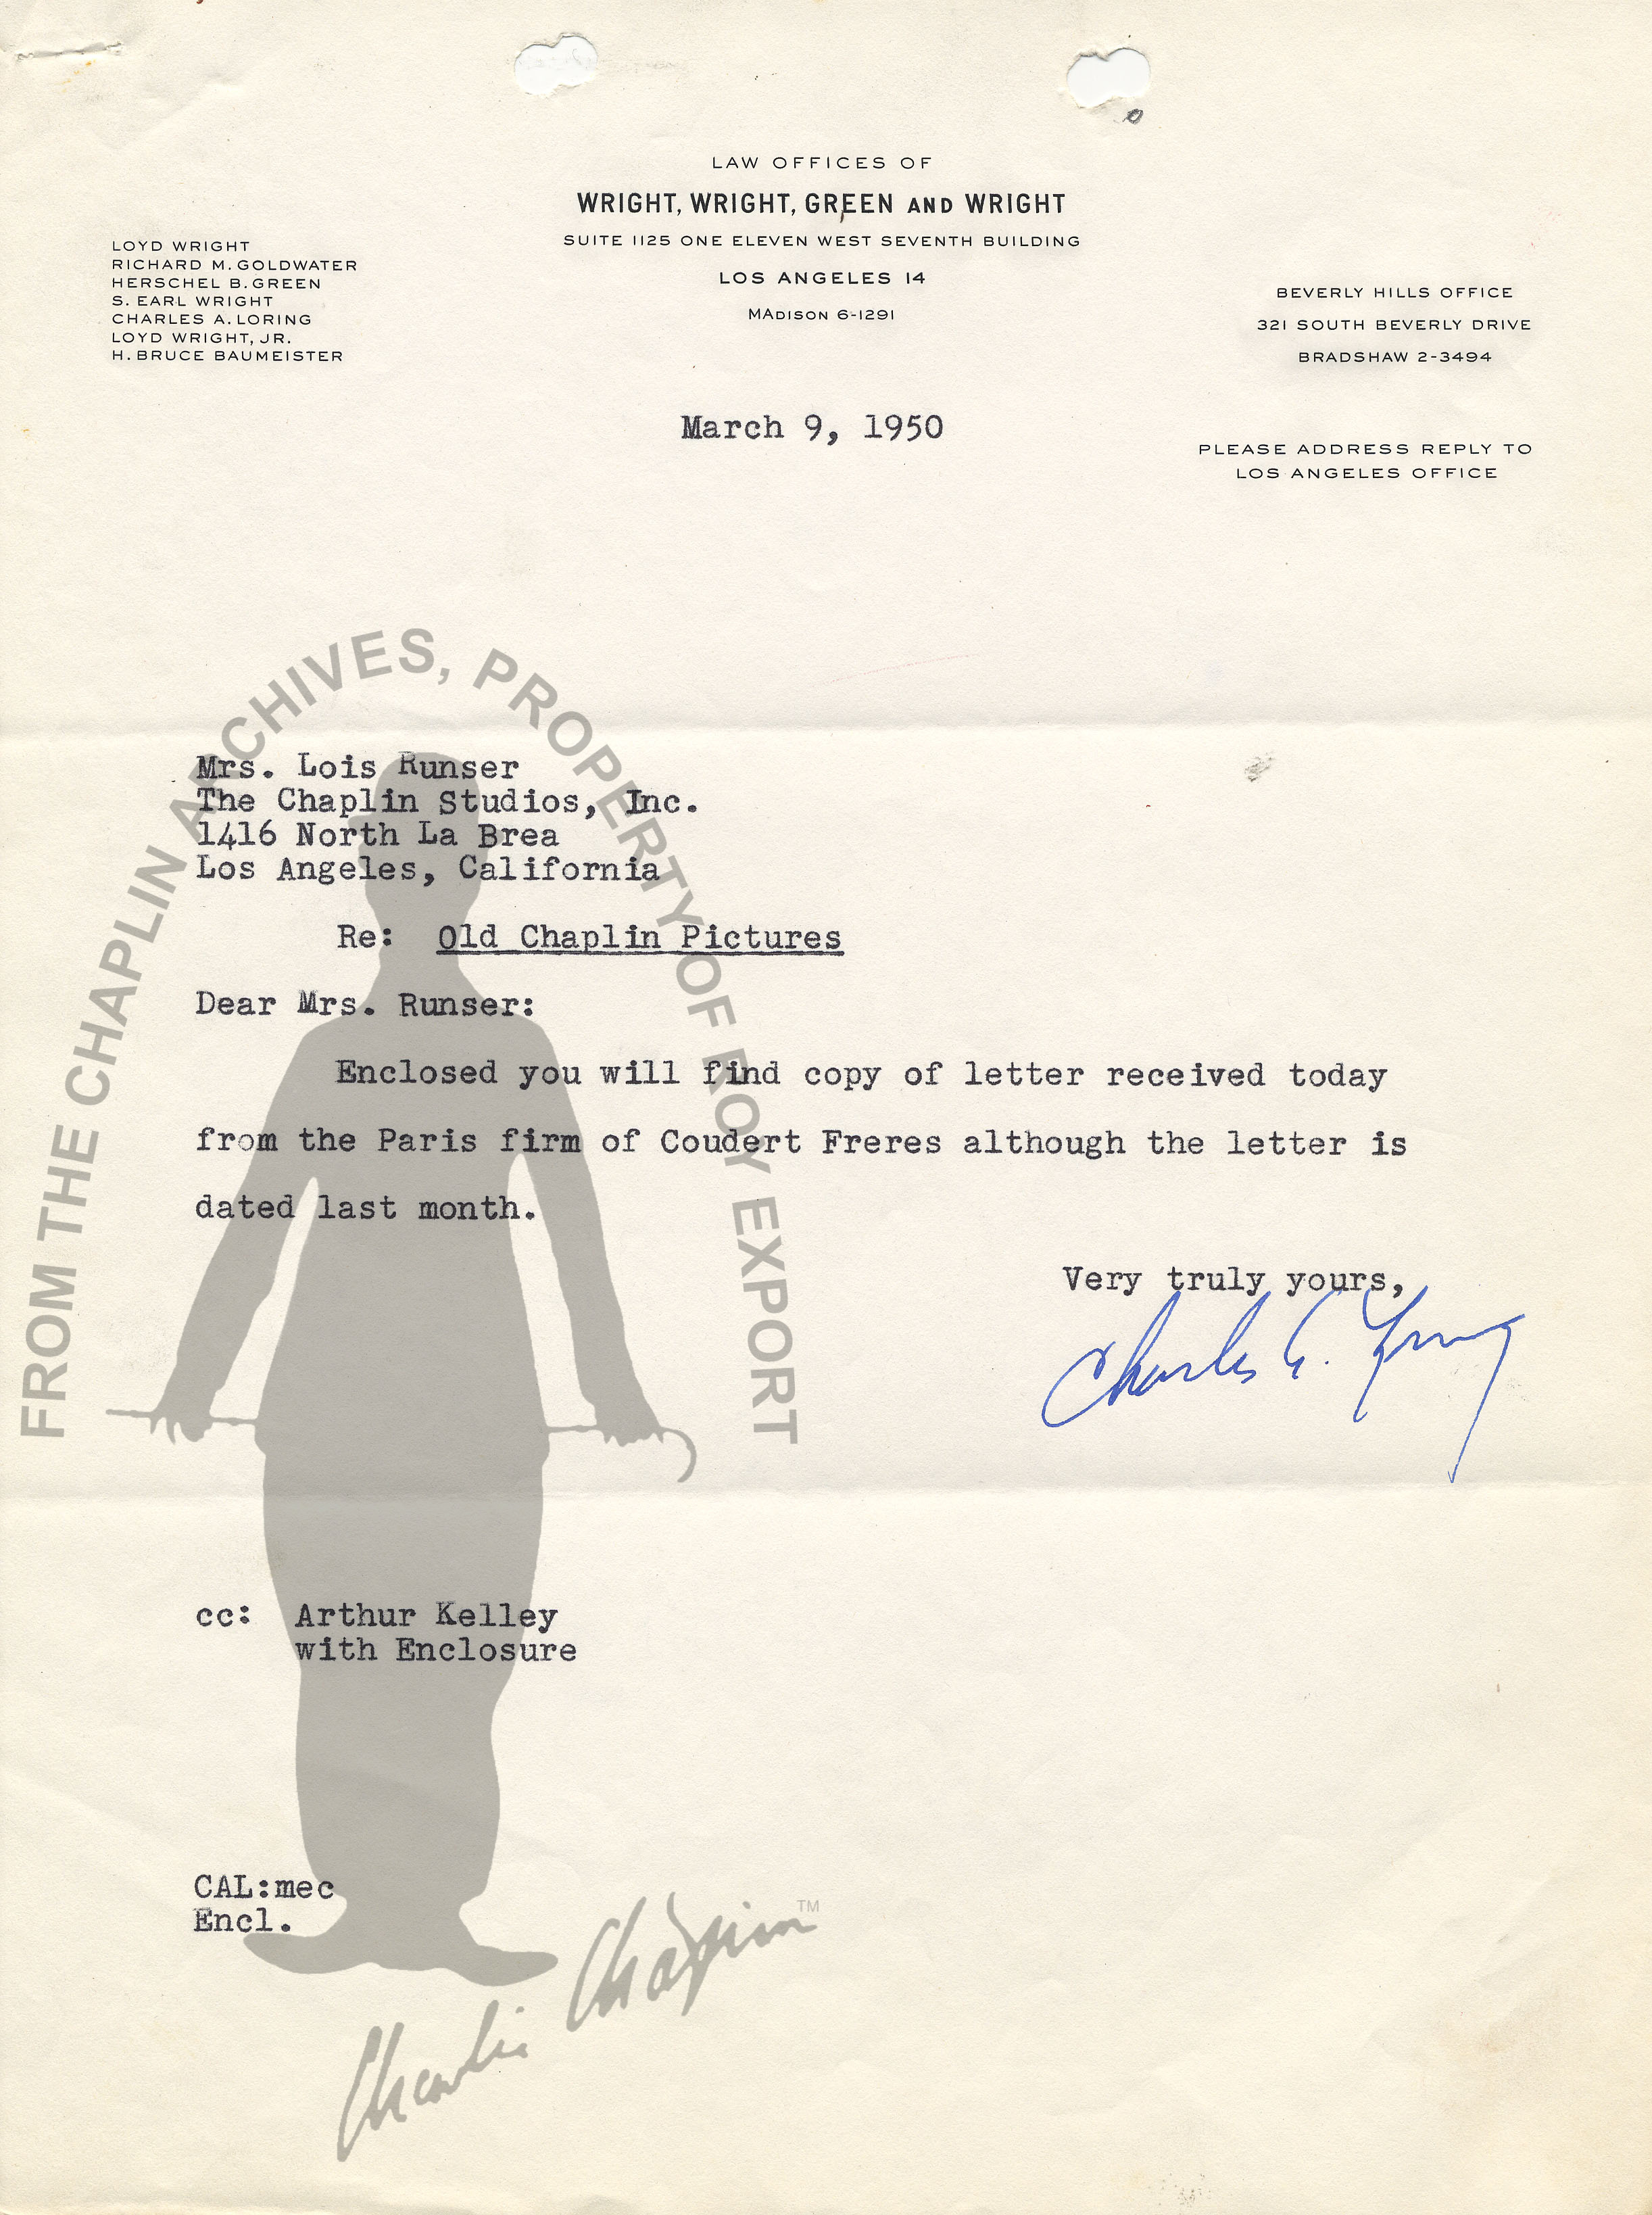 LAW OFFICES OF
WRIGHT, WRIGHT, GREEN AND WRIGHT
SUITE 1125 ONE ELEVEN WEST SEVENTH BUILDING
LOS ANGELES 14
MADISON 6-1291
LOYD WRIGHT
RICHARD M. GOLDWATER
HERSCHEL B. GREEN
S. EARL WRIGHT
CHARLES A. LORING
LOYD WRIGHT, JR.
H. BRUCE BAUMEISTER
BEVERLY HILLS OFFICE
321 SOUTH BEVERLY DRIVE
BRADSHAW 2-3494
March 9, 1950
PLEASE ADDRESS REPLY TO
LOS ANGELES OFFICE
Mrs. Lois Runser
The Chaplin Studios, Inc.
1416 North La Brea
Los Angeles, California
Re: Old Chaplin Pictures
Dear Mrs. Runser:
Enclosed you will find copy of letter received today
from the Paris firm of Coudert Freres although the letter is
dated last month.
Very truly yours,
Charles A. Loring
cc: Arthur Kelley
with Enclosure
CAL:mec
Encl.
FROM THE CHAPLIN ARCHIVES, PROPERTY OF ROY EXPORT
Charlie Chaplin™